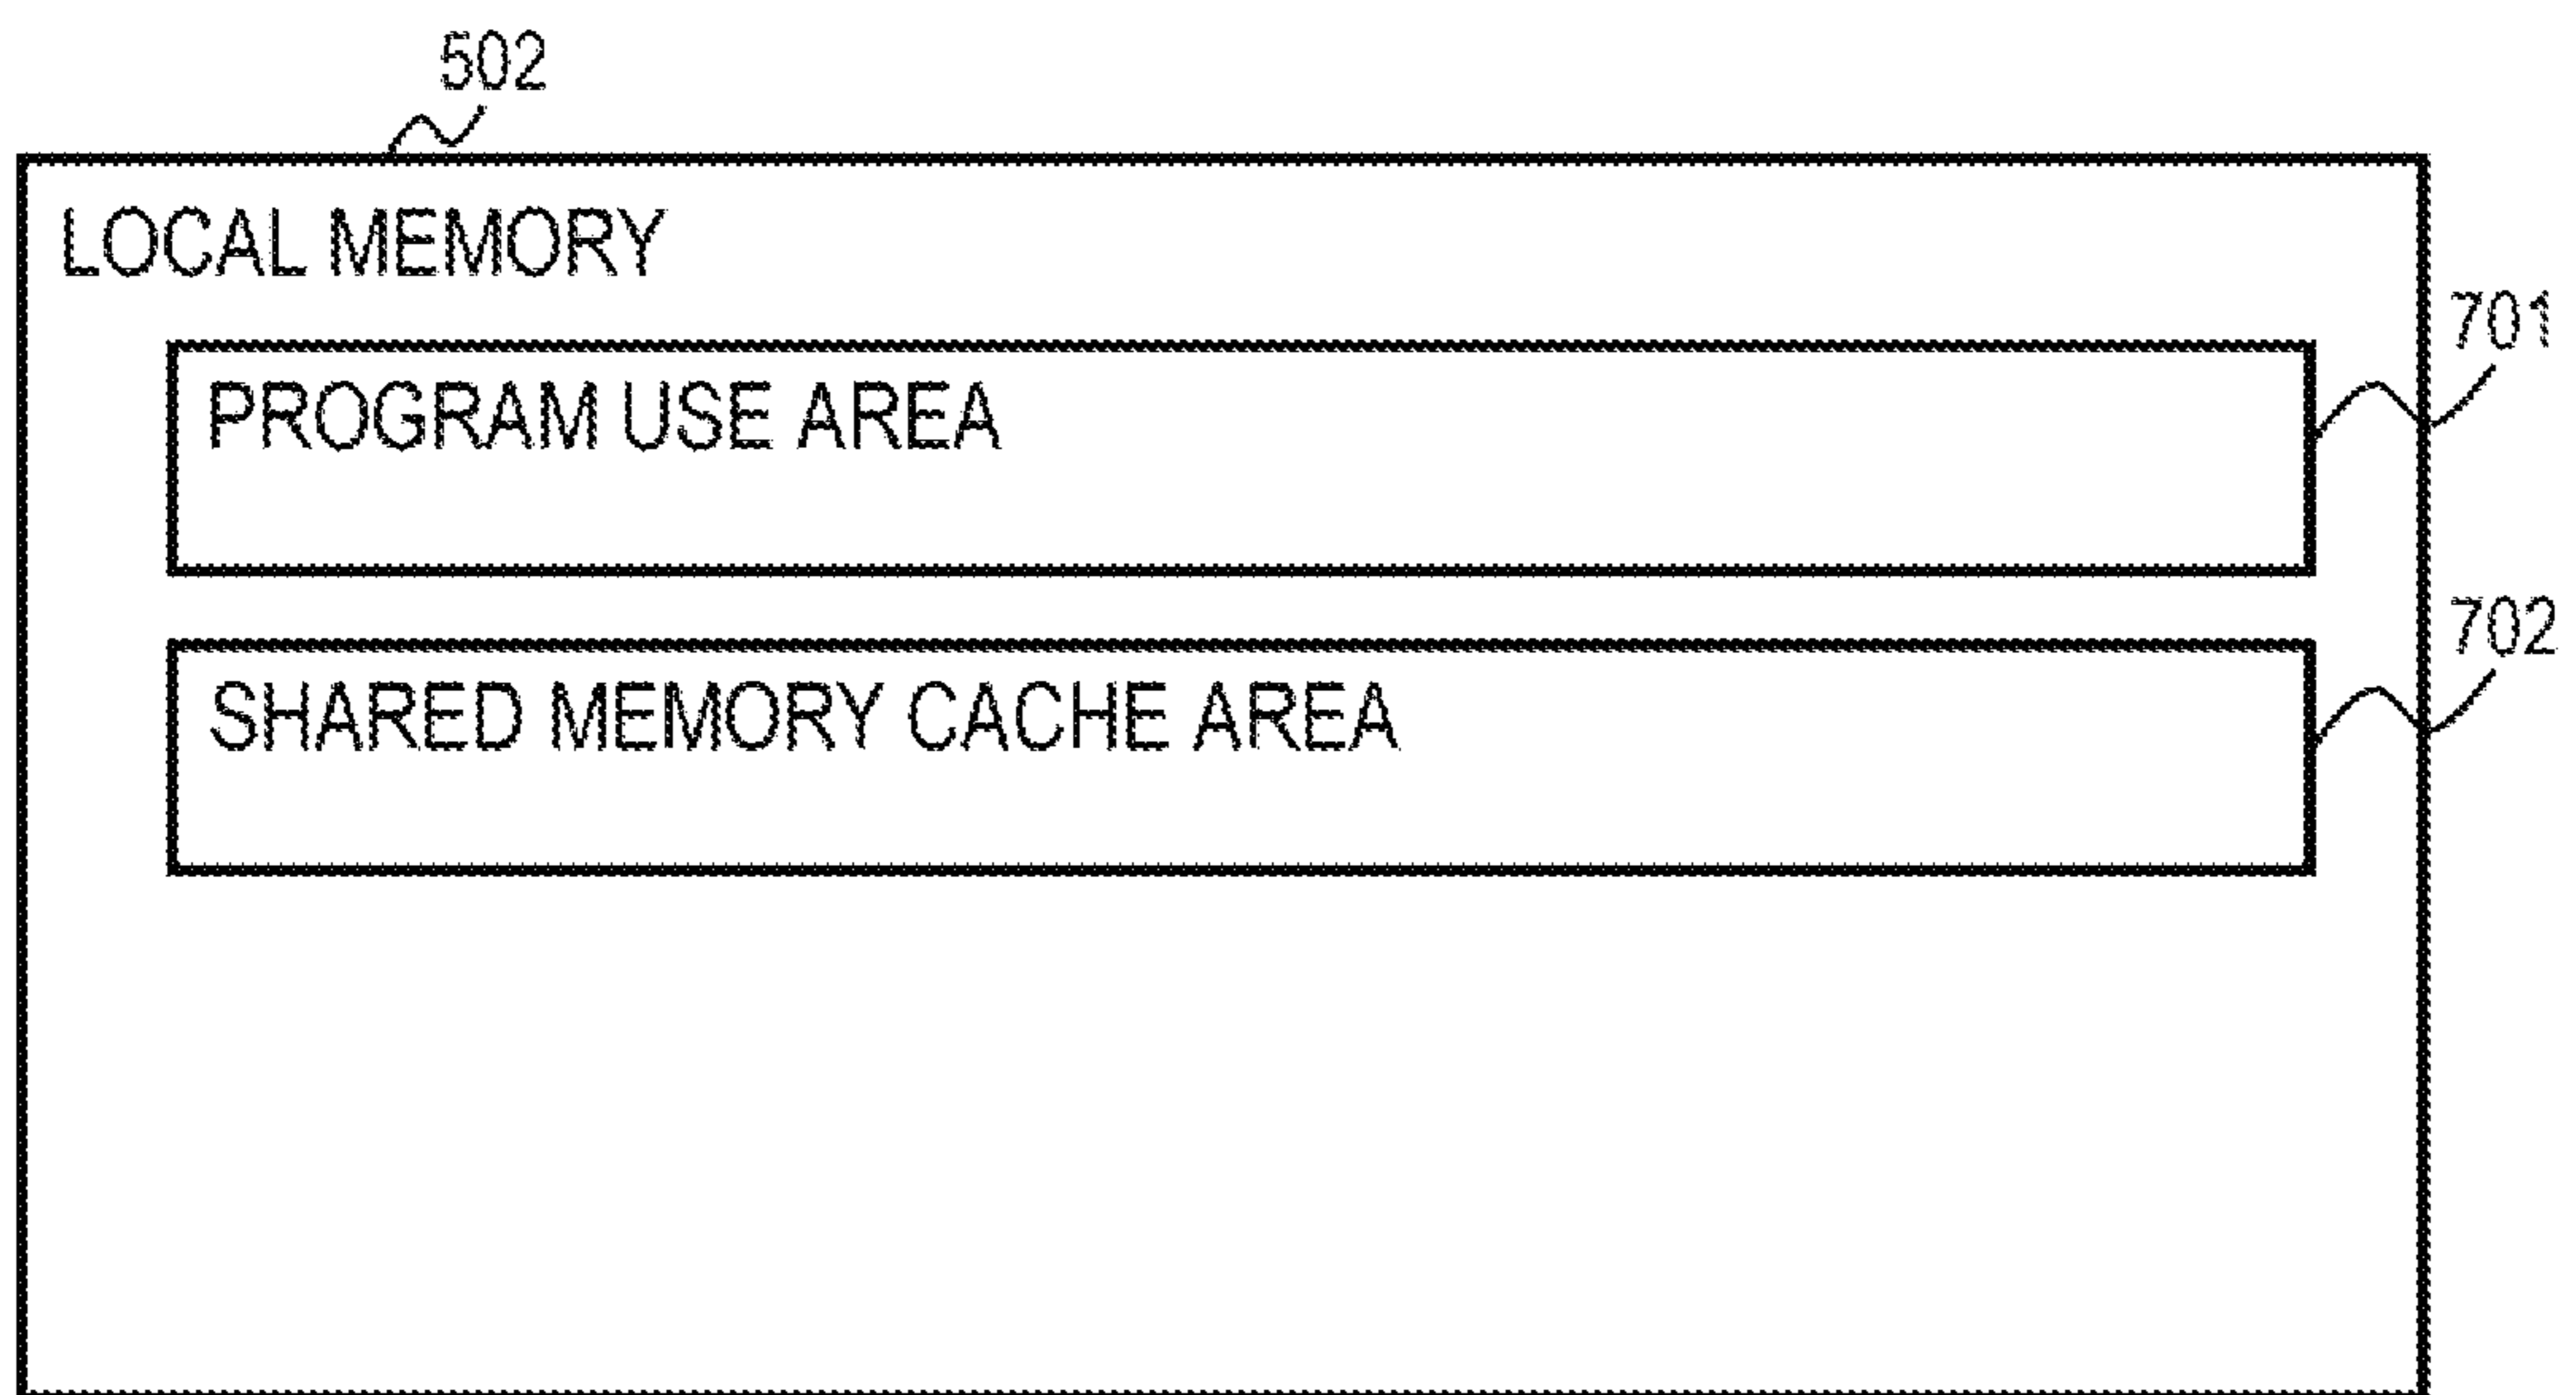 502
LOCAL MEMORY
701
PROGRAM USE AREA
702
SHARED MEMORY CACHE AREA